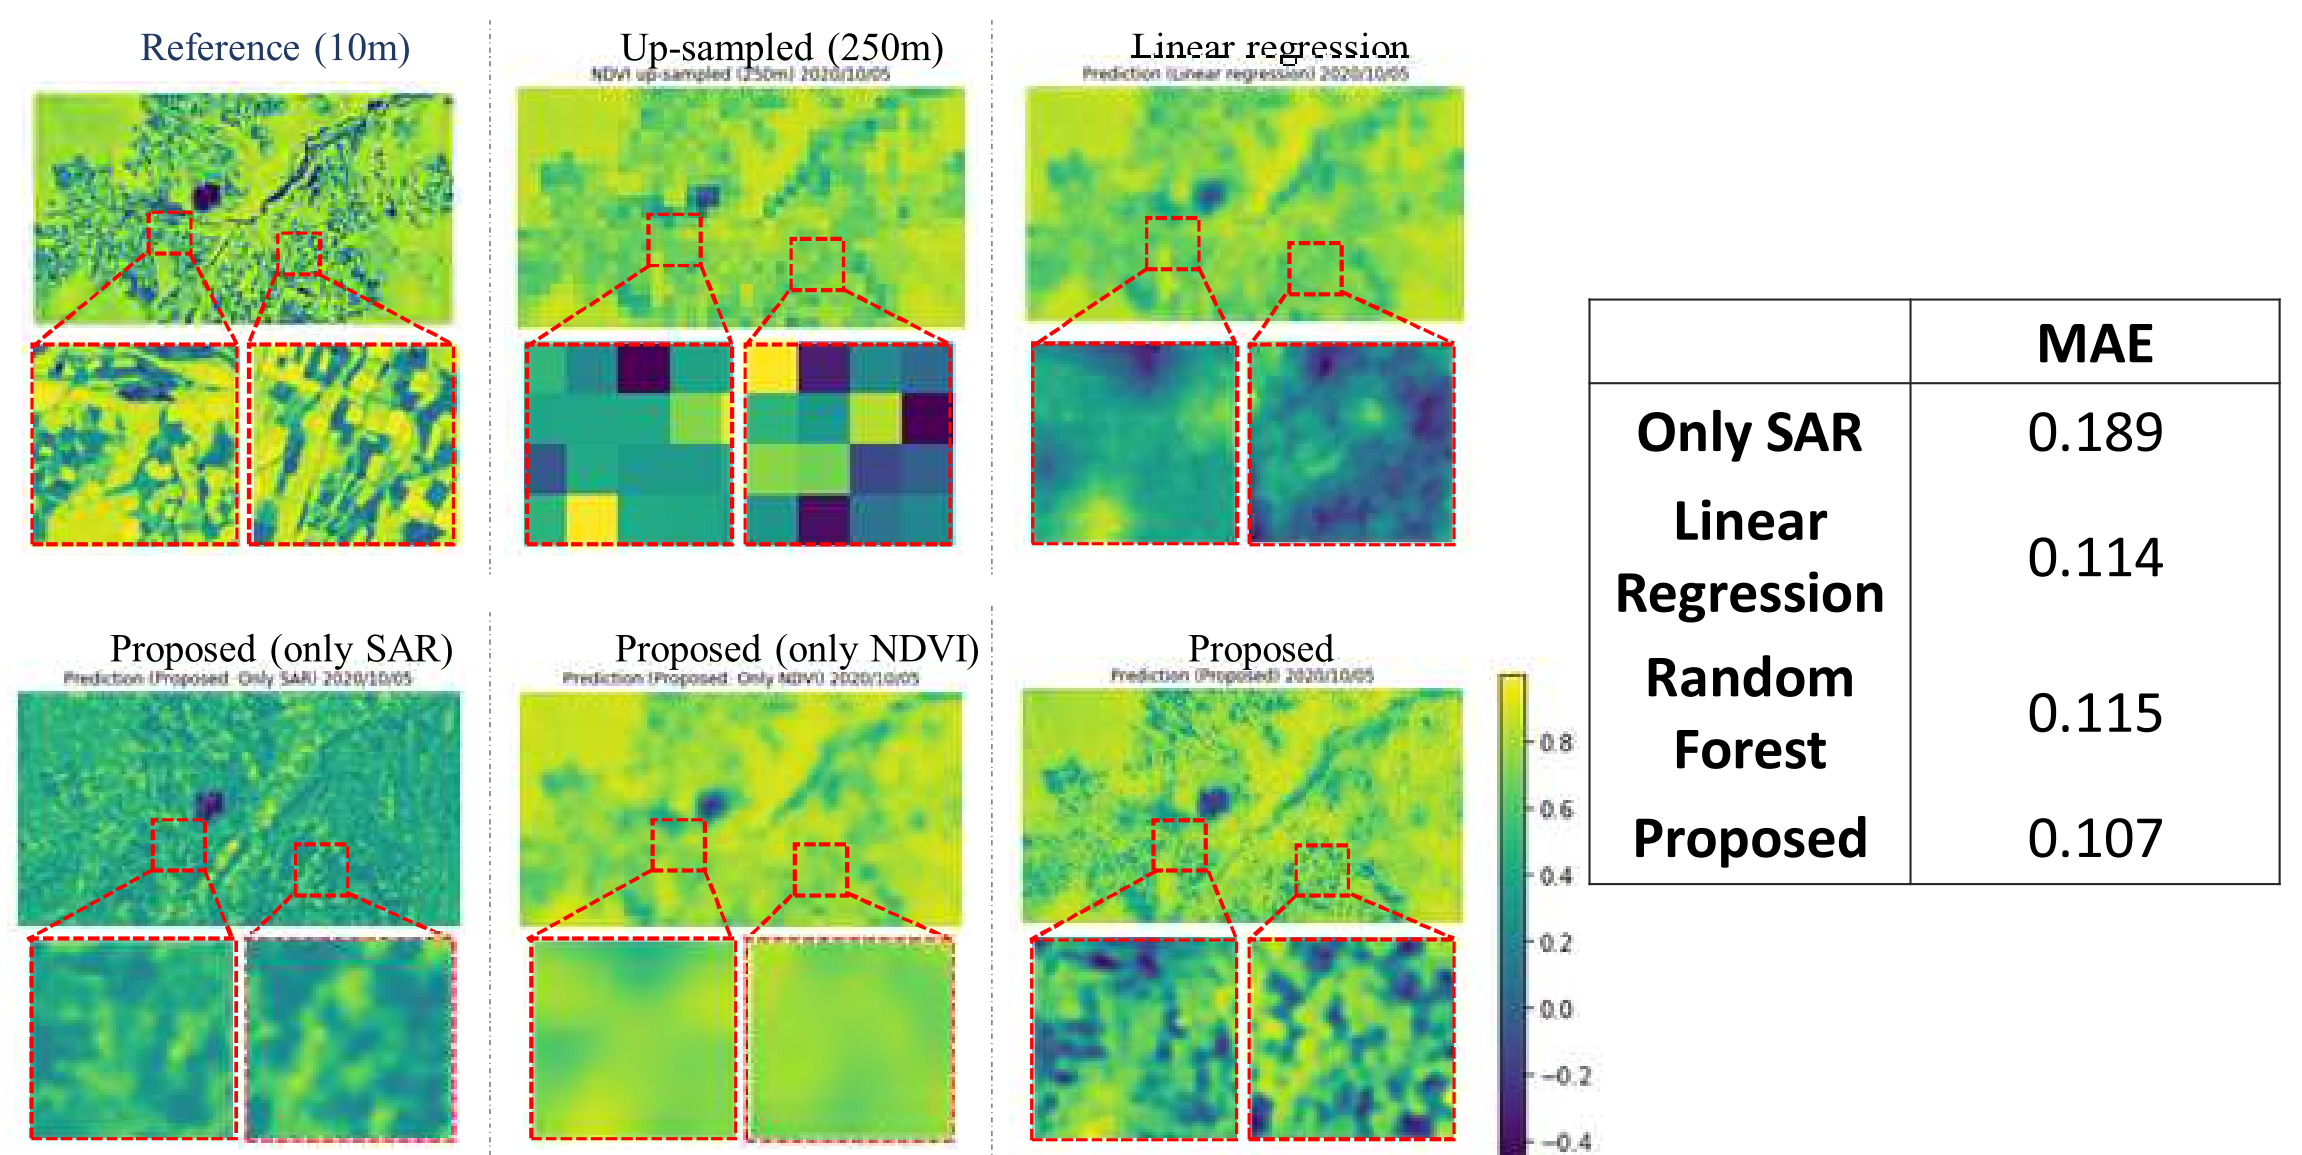 Reference (10m)
Up-sampled (250m)
Linear regression
NDVI up-sampled (250m) 2020/10/05
Prediction (Linear regression) 2020/10/05
Proposed (only SAR)
Proposed (only NDVI)
Proposed
Prediction (Proposed: Only SAR) 2020/10/05
Prediction (Proposed: Only NDVI) 2020/10/05
Prediction (Proposed) 2020/10/05
0.8
0.6
0.4
0.2
0.0
−0.2
−0.4
MAE
Only SAR 0.189
Linear
Regression 0.114
Random
Forest 0.115
Proposed 0.107